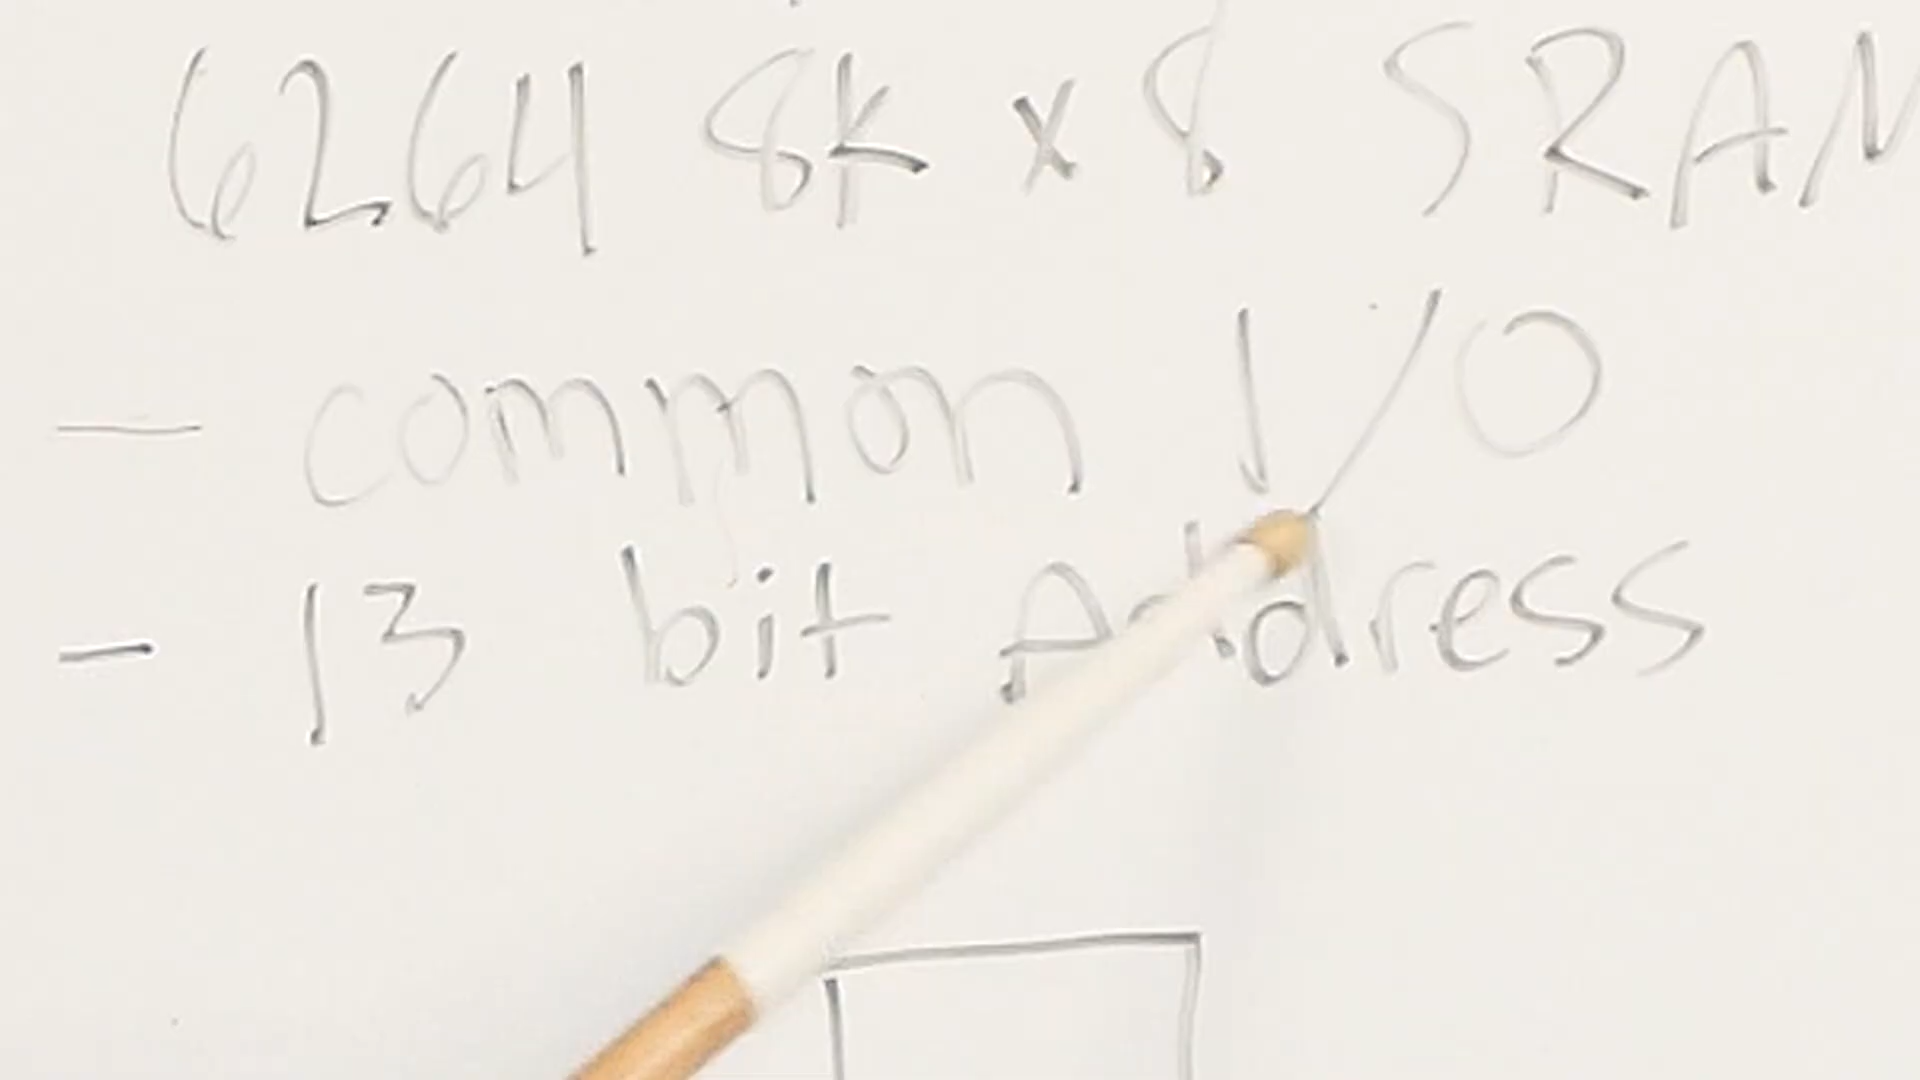 6264 8K x 8 SRAM
— common I/O
- 13 bit Address